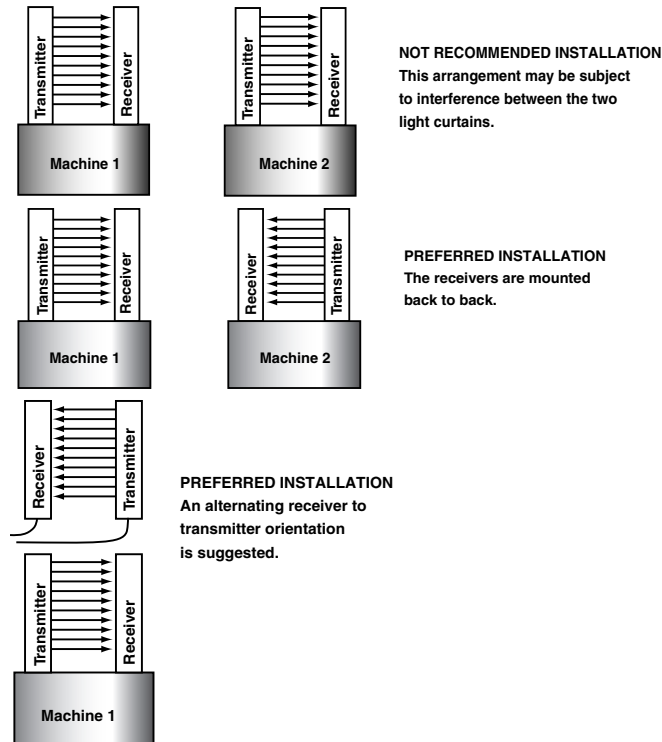 Transmitter
Receiver
Machine 1
Transmitter
Receiver
Machine 2
NOT RECOMMENDED INSTALLATION
This arrangement may be subject
to interference between the two
light curtains.
Transmitter
Receiver
Machine 1
Receiver
Transmitter
Machine 2
PREFERRED INSTALLATION
The receivers are mounted
back to back.
Receiver
Transmitter
PREFERRED INSTALLATION
An alternating receiver to
transmitter orientation
is suggested.
Transmitter
Receiver
Machine 1